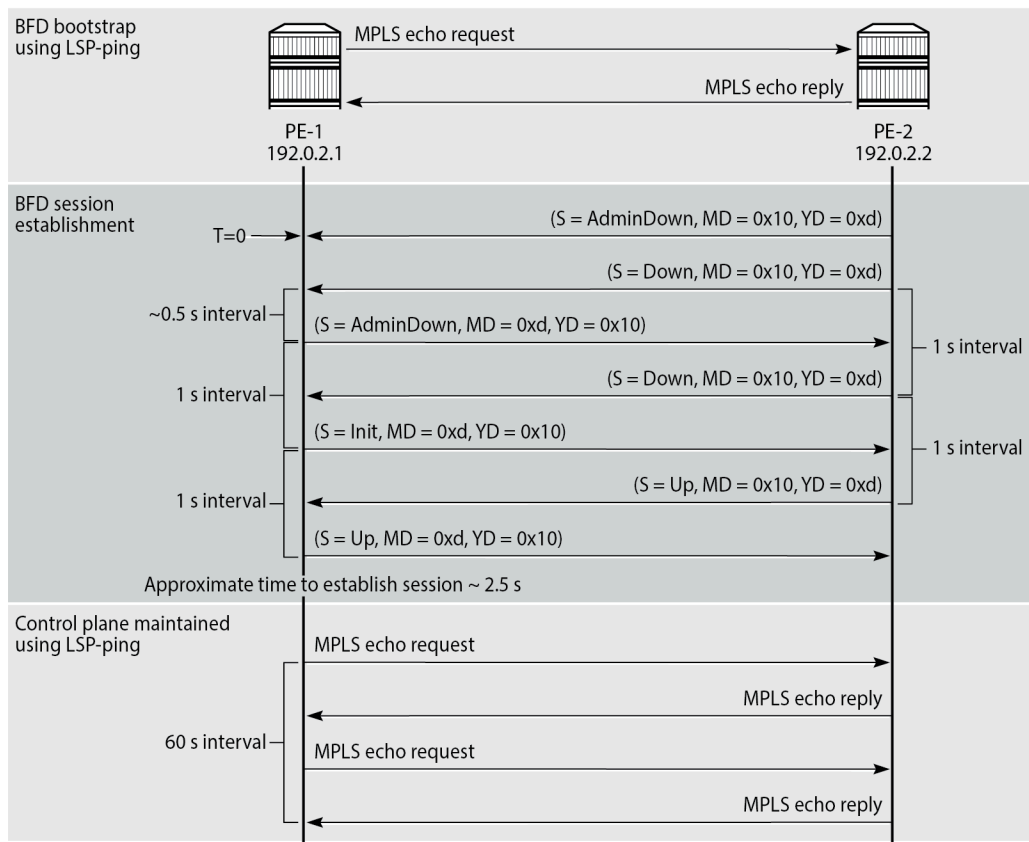 BFD bootstrap
using LSP-ping
MPLS echo request
MPLS echo reply
PE-1
192.0.2.1
PE-2
192.0.2.2
BFD session
establishment
(S = AdminDown, MD = 0x10, YD = 0xd)
T=0
(S = Down, MD = 0x10, YD = 0xd)
~0.5 s interval
(S = AdminDown, MD = 0xd, YD = 0x10)
1 s interval
(S = Down, MD = 0x10, YD = 0xd)
1 s interval
(S = Init, MD = 0xd, YD = 0x10)
1 s interval
(S = Up, MD = 0x10, YD = 0xd)
1 s interval
(S = Up, MD = 0xd, YD = 0x10)
Approximate time to establish session ~ 2.5 s
Control plane maintained
using LSP-ping
MPLS echo request
MPLS echo reply
60 s interval
MPLS echo request
MPLS echo reply